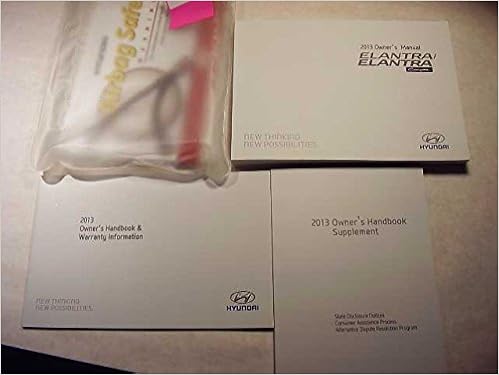 Airbag Safe
2013 Owner's Manual
ELANTRA/
ELANTRA
Coupe
NEW THINKING.
NEW POSSIBILITIES.
HYUNDAI
2013
Owner's Handbook &
Warranty Information
NEW THINKING.
NEW POSSIBILITIES.
HYUNDAI
2013 Owner's Handbook
Supplement
State Disclosure Notices
Consumer Assistance Process
Alternative Dispute Resolution Program